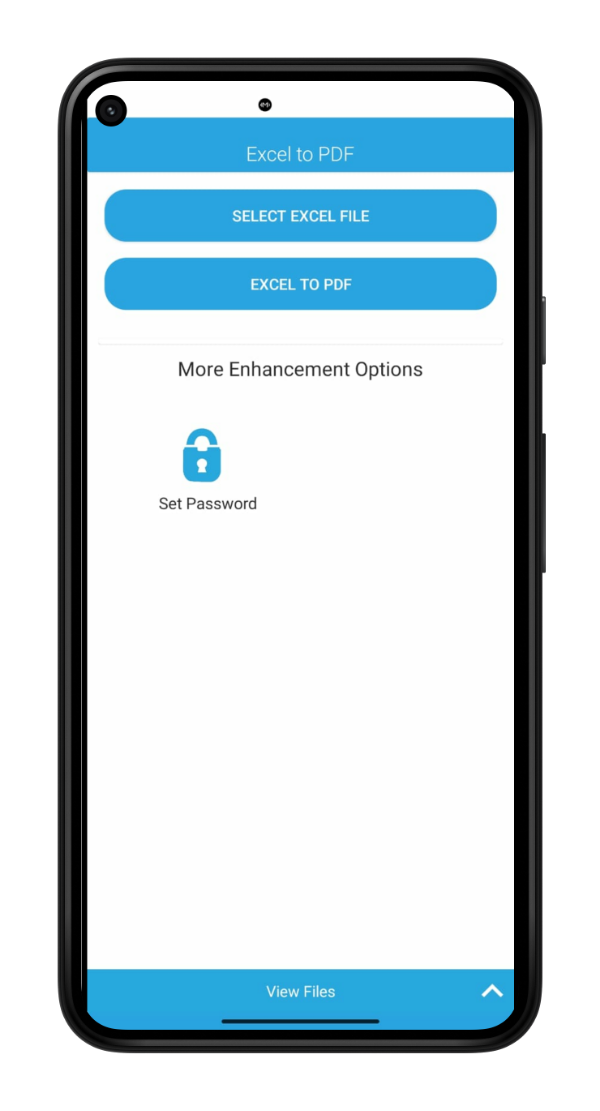 Excel to PDF
SELECT EXCEL FILE
EXCEL TO PDF
More Enhancement Options
Set Password
View Files